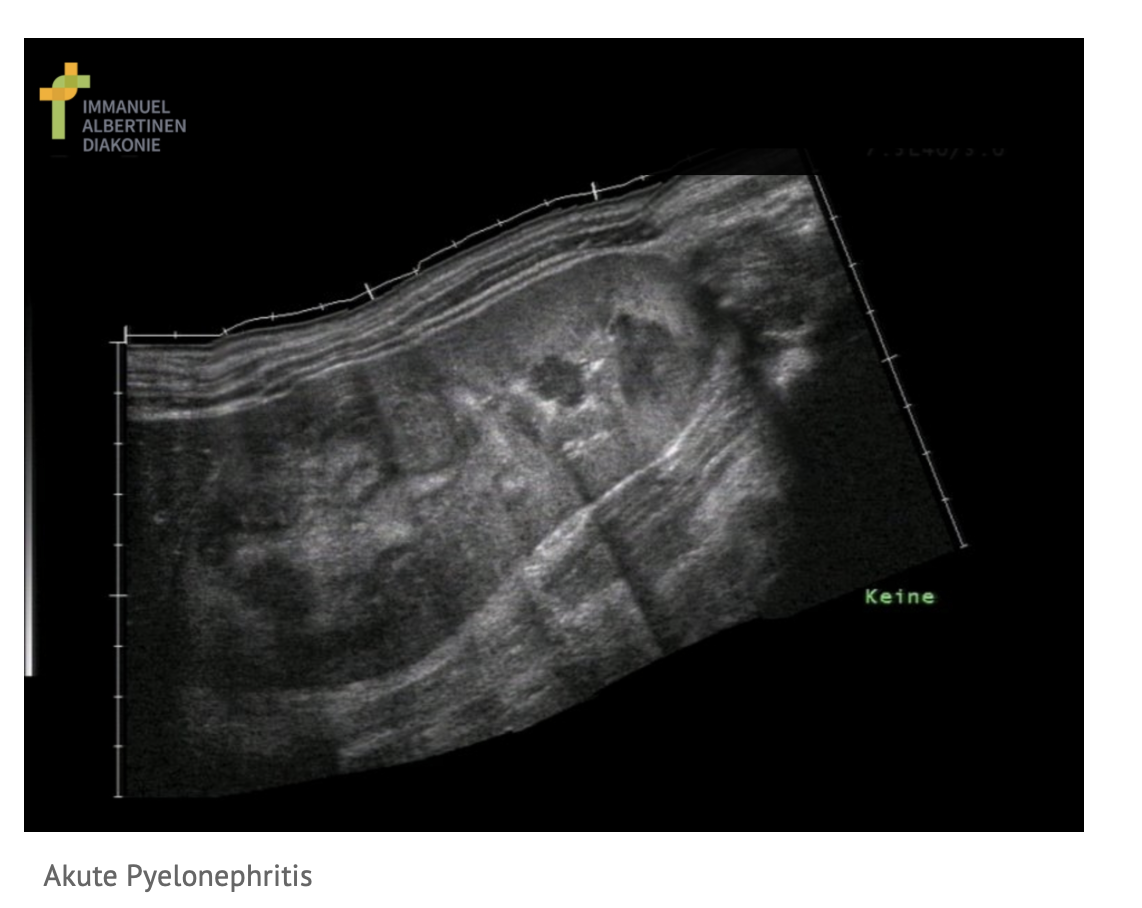 IMMANUEL
ALBERTINEN
DIAKONIE
Keine
Akute Pyelonephritis